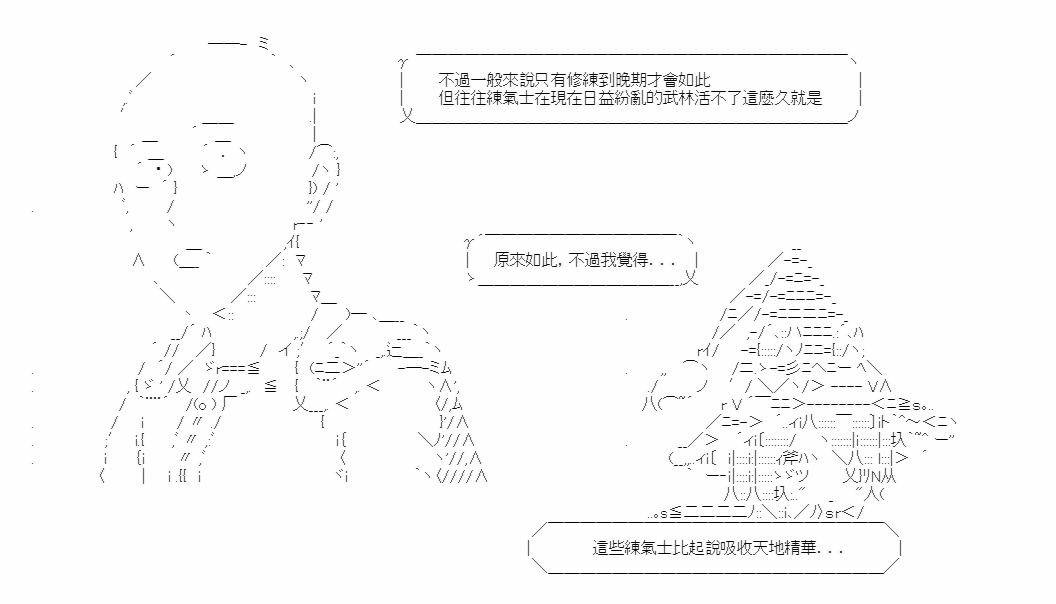 不過一般來說只有修練到晚期才會如此
但往往練氣士在現在日益紛亂的武林活不了這麼久就是
原來如此,不過我覺得...
這些練氣士比起說吸收天地精華...